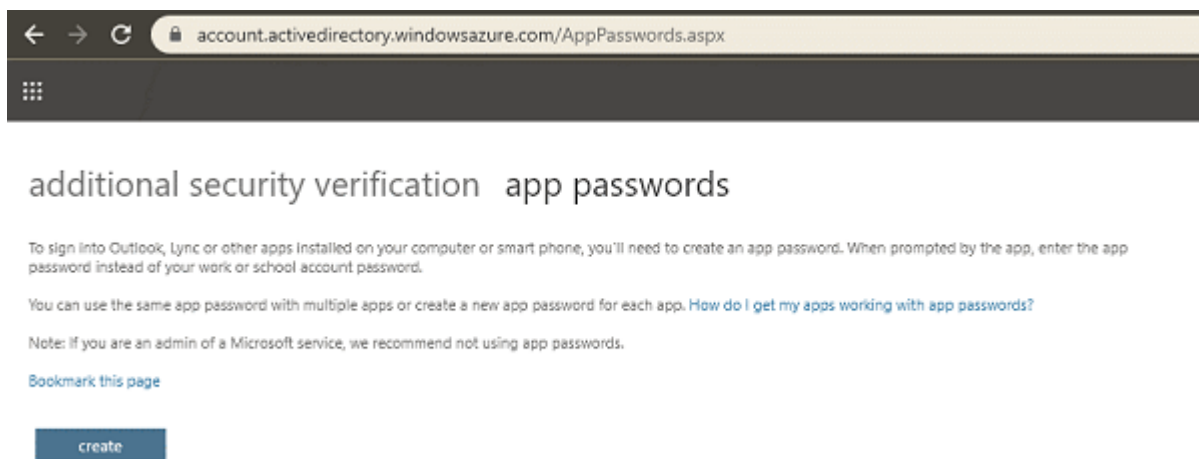 account.activedirectory.windowsazure.com/AppPasswords.aspx
additional security verification app passwords
To sign into Outlook, Lync or other apps installed on your computer or smart phone, you'll need to create an app password. When prompted by the app, enter the app
password instead of your work or school account password.
You can use the same app password with multiple apps or create a new app password for each app. How do I get my apps working with app passwords?
Note: If you are an admin of a Microsoft service, we recommend not using app passwords.
Bookmark this page
create